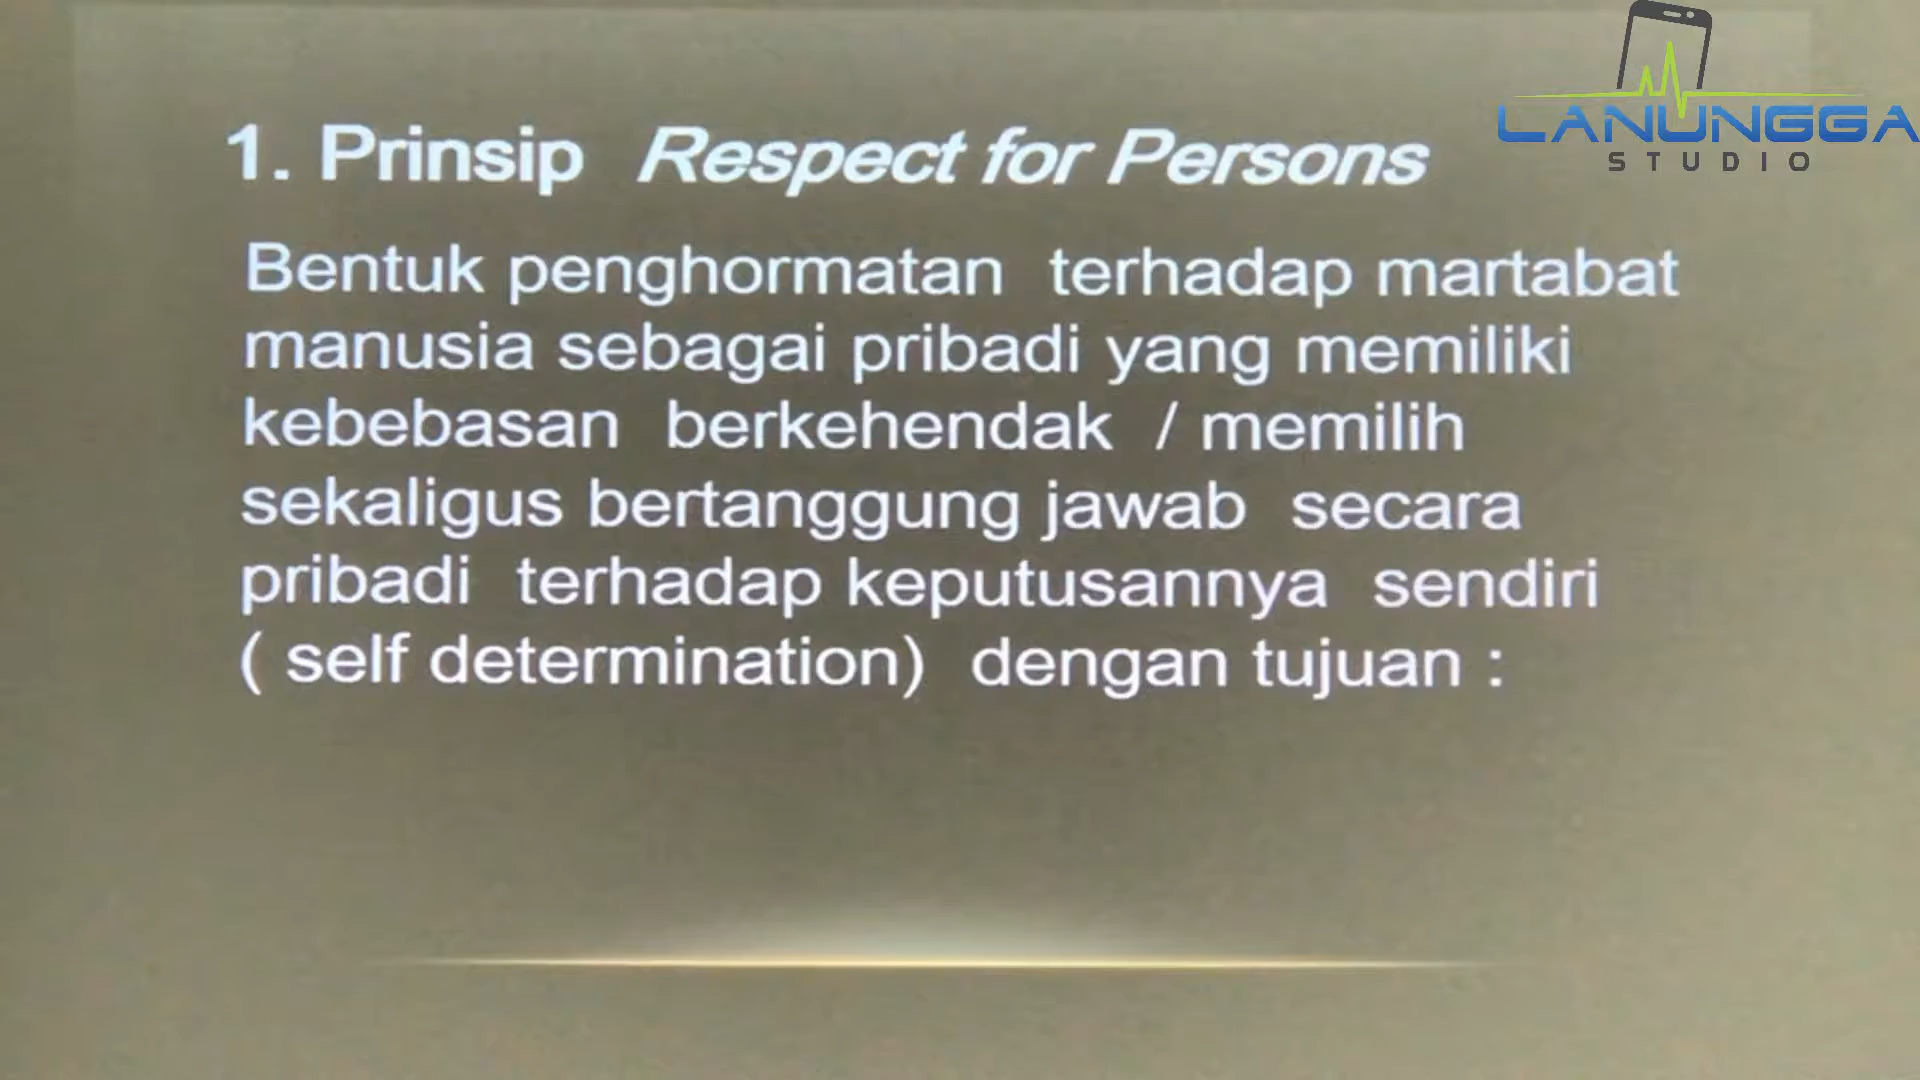 LANUNGGA
STUDIO
1. Prinsip Respect for Persons
Bentuk penghormatan terhadap martabat
manusia sebagai pribadi yang memiliki
kebebasan berkehendak / memilih
sekaligus bertanggung jawab secara
pribadi terhadap keputusannya sendiri
( self determination) dengan tujuan :